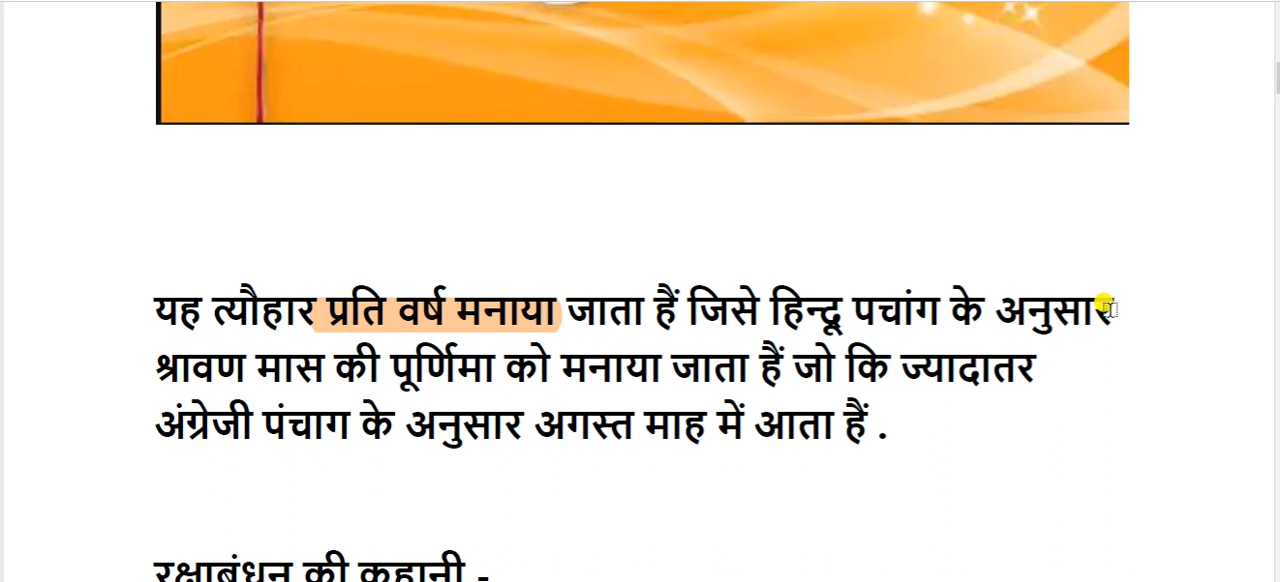 यह त्यौहार प्रति वर्ष मनाया जाता हैं जिसे हिन्दू पचांग के अनुसार
श्रावण मास की पूर्णिमा को मनाया जाता हैं जो कि ज्यादातर
अंग्रेजी पंचाग के अनुसार अगस्त माह में आता हैं .
रक्षाबंधन की कहानी -